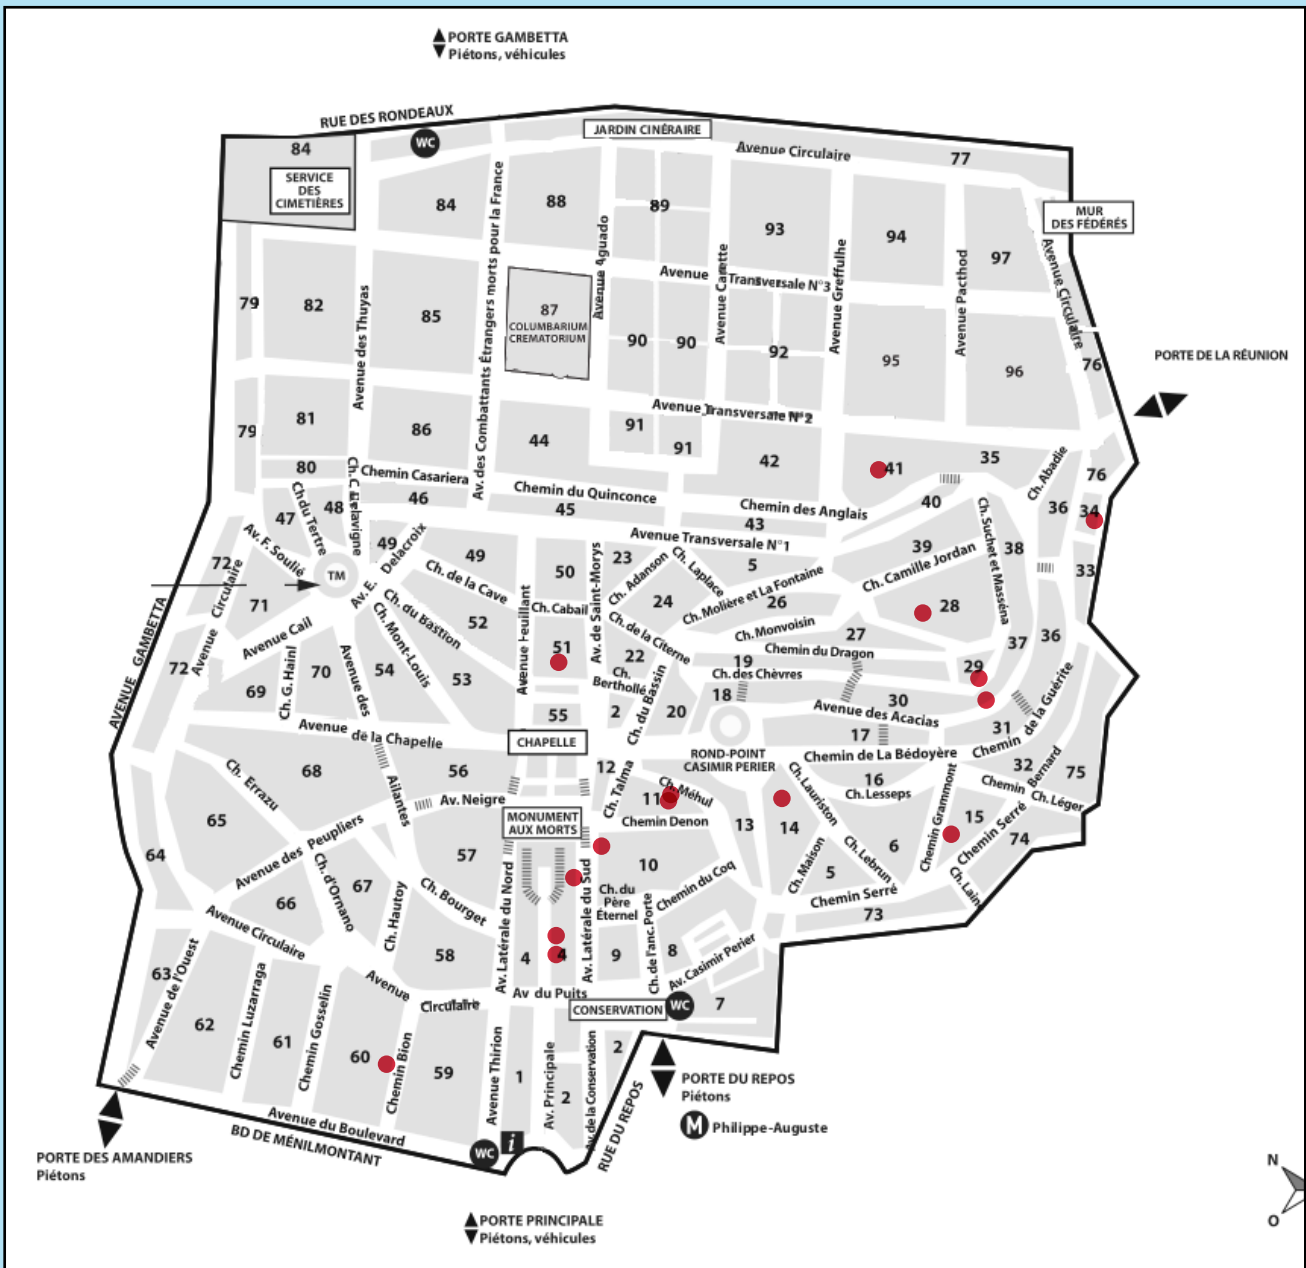 PORTE GAMBETTA
Piétons, véhicules
RUE DES RONDEAUX
WC
JARDIN CINÉRAIRE
Avenue Circulaire
77
84
SERVICE
DES
CIMETIÈRES
84
88
89
93
94
97
MUR
DES FÉDÉRÉS
Avenue Circulaire
Av. des Combattants Étrangers morts pour la France
Avenue Aguado
Avenue Carette
Avenue Greffulhe
Avenue Pacthod
Avenue Transversale N°3
79
82
Avenue des Thuyas
85
87
COLUMBARIUM
CREMATORIUM
90
90
92
95
96
76
PORTE DE LA RÉUNION
Avenue Transversale N°2
79
81
86
44
91
91
42
41
35
Ch. Abadie
76
80
Chemin Casariera
46
Chemin du Quinconce
45
Chemin des Anglais
43
40
36
34
47
Ch du Tertre
48
49
Av. E. Delacroix
49
Avenue Transversale N°1
39
Ch. Suchet et Masséna
38
33
Av. F. Soulié
72
Avenue Circulaire
71
TM
Ch. de la Cave
50
23
Ch. Adanson
Ch. Laplace
5
Ch. Camille Jordan
Ch. du Bastion
52
Avenue Feuillant
Ch. Cabail
Av. de Saint-Morys
24
Ch. Molière et La Fontaine
26
28
AVENUE GAMBETTA
Avenue Cail
Ch. Mont-Louis
51
Ch. de la Citerne
Ch. Monvoisin
27
Chemin du Dragon
37
36
72
69
Ch. G. Hainl
70
Avenue des Ailantes
54
53
22
Ch.
Bertholle
Ch. du Bassin
19
Ch. des Chèvres
29
18
30
Avenue des Acacias
31
Chemin de la Guérite
55
2
20
17
Avenue de la Chapelle
CHAPELLE
ROND-POINT
CASIMIR PERIER
Chemin de La Bédoyère
32
Chemin Bernard
75
Ch. Errazu
68
56
12
Ch. Talma
11
Ch. Méhul
Ch. Lauriston
16
Ch. Lesseps
Chemin Grammont
Ch. Léger
Av. Neigre
MONUMENT
AUX MORTS
Chemin Denon
13
14
15
Chemin Serré
74
65
64
Avenue des Peupliers
57
10
Ch. Maison
Ch. Lebrun
6
5
Ch. Lain
66
Ch. d'Ornano
67
Ch. Hautoy
Ch. Bourget
Av. Latérale du Nord
Av. Latérale du Sud
Ch. du
Père
Éternel
Chemin du Coq
Chemin Serré
73
Avenue Circulaire
58
4
4
9
Ch. de l'anc. Porte
8
Av. Casimir Perier
63
Avenue de l'Ouest
Avenue Circulaire
Av du Puits
CONSERVATION
WC
7
62
Chemin Luzarraga
61
Chemin Gosselin
60
Chemin Bion
59
Avenue Thirion
1
Av. Principale
2
Av. de la Conservation
2
RUE DU REPOS
PORTE DU REPOS
Piétons
M Philippe-Auguste
Avenue du Boulevard
BD DE MÉNILMONTANT
WC
i
PORTE DES AMANDIERS
Piétons
PORTE PRINCIPALE
Piétons, véhicules
N
O